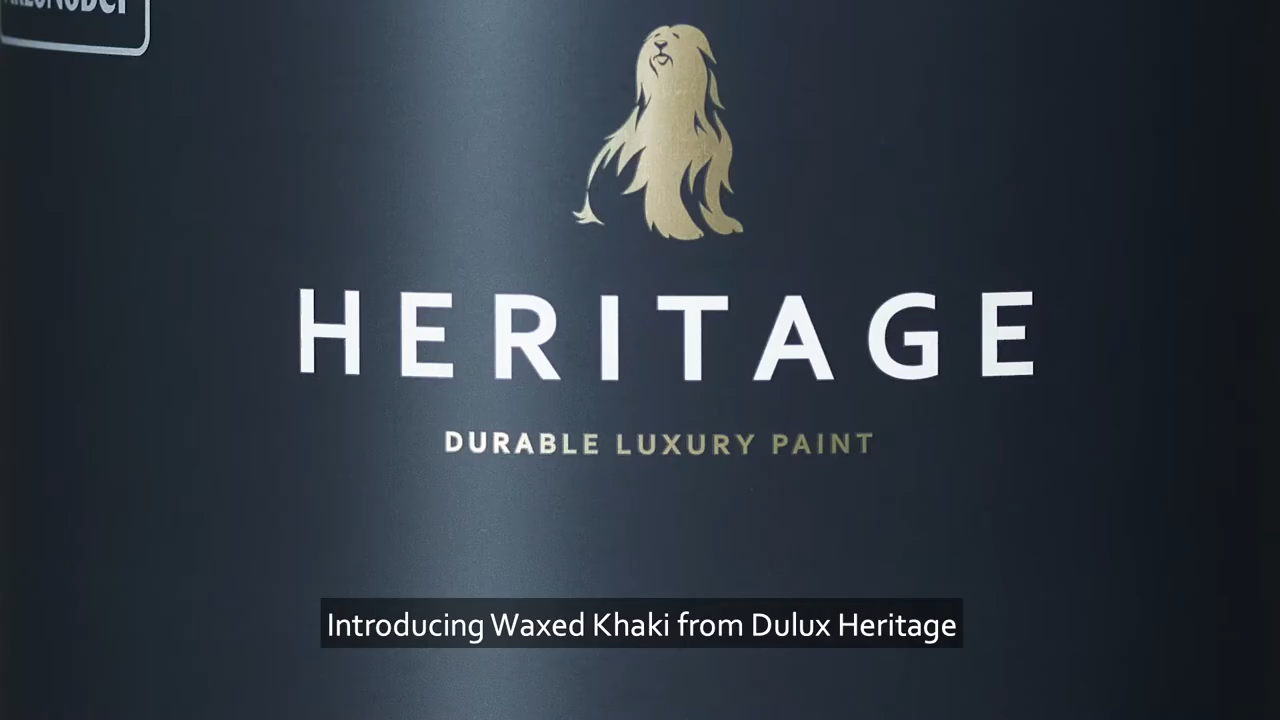 HERITAGE
DURABLE LUXURY PAINT
Introducing Waxed Khaki from Dulux Heritage